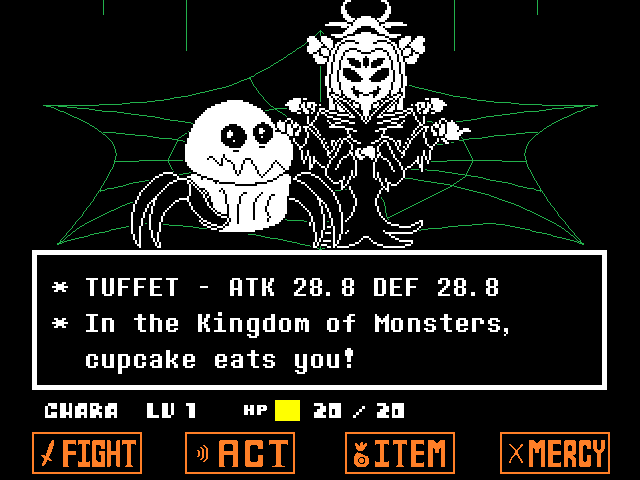 * TUFFET - ATK 28.8 DEF 28.8
* In the Kingdom of Monsters,
cupcake eats you!
CHARA LV 1 HP 20 / 20
FIGHT ACT ITEM MERCY